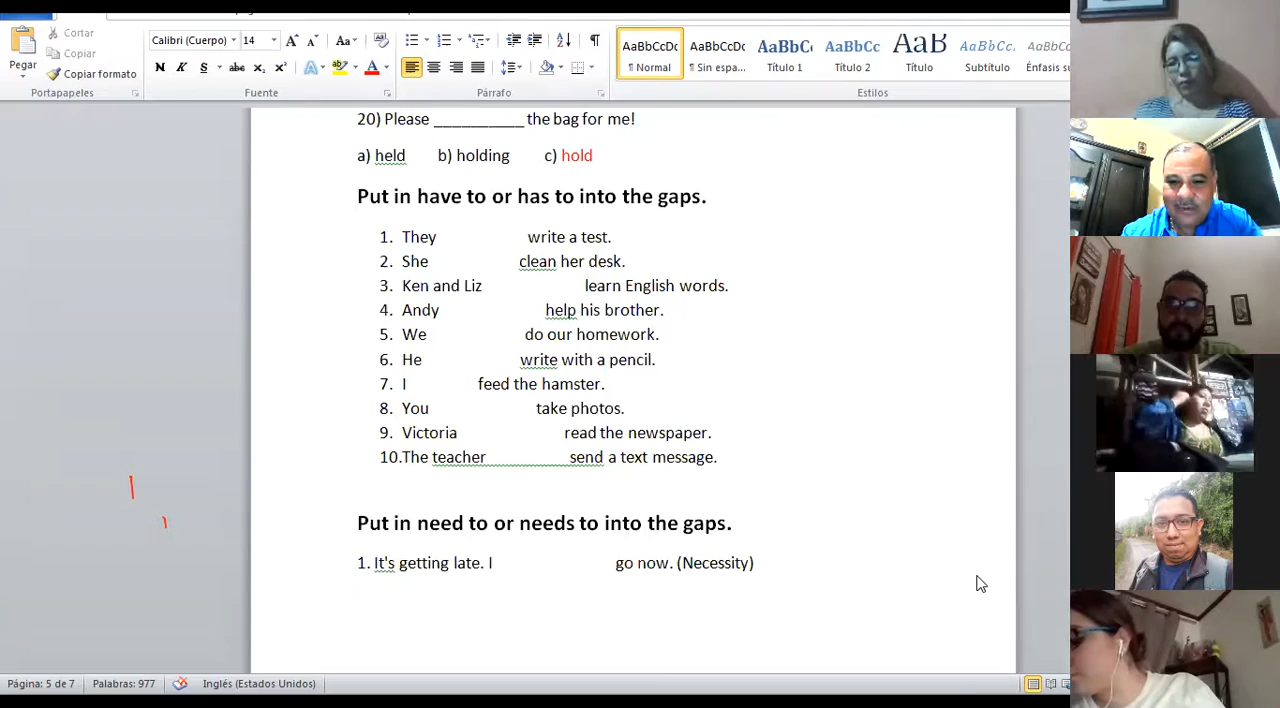 Cortar
Copiar
Pegar
Copiar formato
Portapapeles
Calibri (Cuerpo) 14
Aa
N K S abc x₂ x²
A ab A
Fuente
Párrafo
AaBbCcDc AaBbCcDc AaBbC AaBbCc AaB AaBbCc AaBbCc
¶ Normal ¶ Sin espa... Título 1 Título 2 Título Subtítulo Énfasis su
Estilos
20) Please ___________ the bag for me!
a) held b) holding c) hold
Put in have to or has to into the gaps.
1. They write a test.
2. She clean her desk.
3. Ken and Liz learn English words.
4. Andy help his brother.
5. We do our homework.
6. He write with a pencil.
7. I feed the hamster.
8. You take photos.
9. Victoria read the newspaper.
10.The teacher send a text message.
Put in need to or needs to into the gaps.
1. It's getting late. I go now. (Necessity)
Página: 5 de 7 Palabras: 977 Inglés (Estados Unidos)